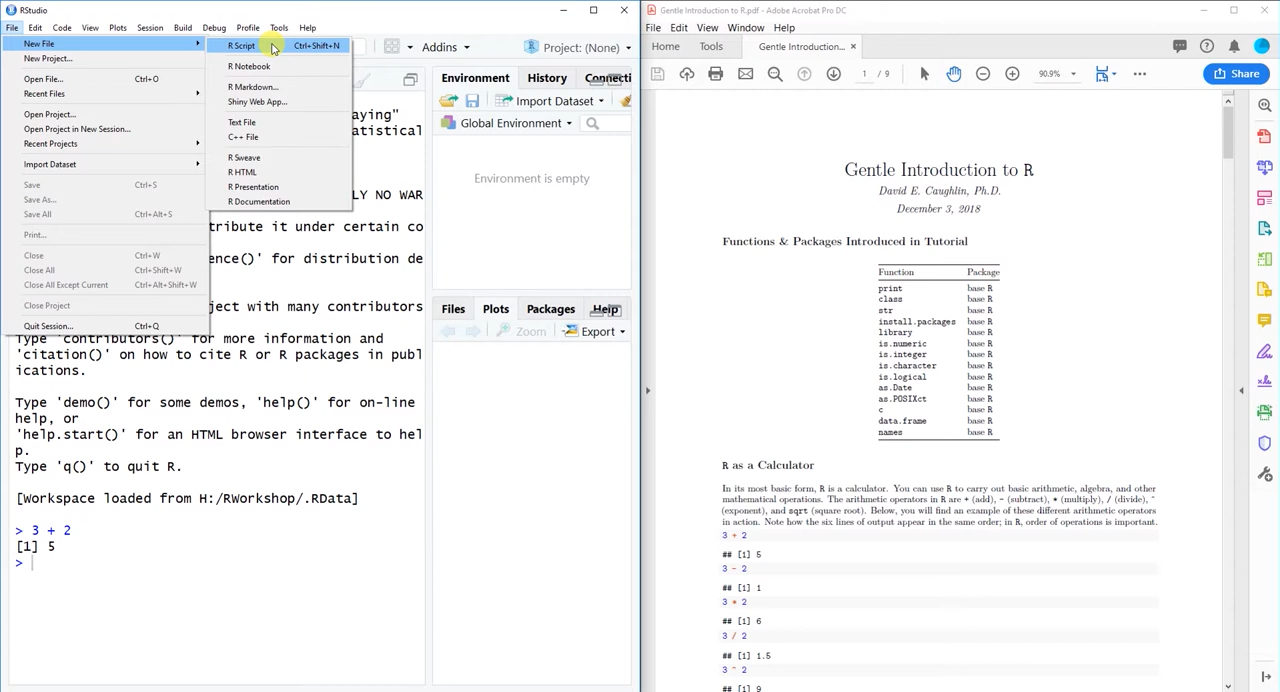 RStudio
File Edit Code View Plots Session Build Debug Profile Tools Help
New File
New Project...
Open File... Ctrl+O
Recent Files
Open Project...
Open Project in New Session...
Recent Projects
Import Dataset
Save Ctrl+S
Save As...
Save All Ctrl+Alt+S
Print...
Close Ctrl+W
Close All Ctrl+Shift+W
Close All Except Current Ctrl+Alt+Shift+W
Close Project
Quit Session... Ctrl+Q
R Script Ctrl+Shift+N
R Notebook
R Markdown...
Shiny Web App...
Text File
C++ File
R Sweave
R HTML
R Presentation
R Documentation
Addins
Project: (None)
aying"
atistical
LY NO WAR
tribute it under certain co
ence()' for distribution de
ject with many contributors
Type 'contributors()' for more information and
'citation()' on how to cite R or R packages in publ
ications.
Type 'demo()' for some demos, 'help()' for on-line
help, or
'help.start()' for an HTML browser interface to hel
p.
Type 'q()' to quit R.
[Workspace loaded from H:/RWorkshop/.RData]
> 3 + 2
[1] 5
>
Environment History Connecti
Import Dataset
Global Environment
Environment is empty
Files Plots Packages Help
Zoom Export
Gentle Introduction to R.pdf - Adobe Acrobat Pro DC
File Edit View Window Help
Home Tools Gentle Introduction... ×
1 / 9 90.9% Share
Gentle Introduction to R
David E. Caughlin, Ph.D.
December 3, 2018
Functions & Packages Introduced in Tutorial
Function Package
print base R
class base R
str base R
install.packages base R
library base R
is.numeric base R
is.integer base R
is.character base R
is.logical base R
as.Date base R
as.POSIXct base R
c base R
data.frame base R
names base R
R as a Calculator
In its most basic form, R is a calculator. You can use R to carry out basic arithmetic, algebra, and other
mathematical operations. The arithmetic operators in R are + (add), - (subtract), * (multiply), / (divide), ^
(exponent), and sqrt (square root). Below, you will find an example of these different arithmetic operators
in action. Note how the six lines of output appear in the same order; in R, order of operations is important.
3 + 2
## [1] 5
3 - 2
## [1] 1
3 * 2
## [1] 6
3 / 2
## [1] 1.5
3 ^ 2
## [1] 9